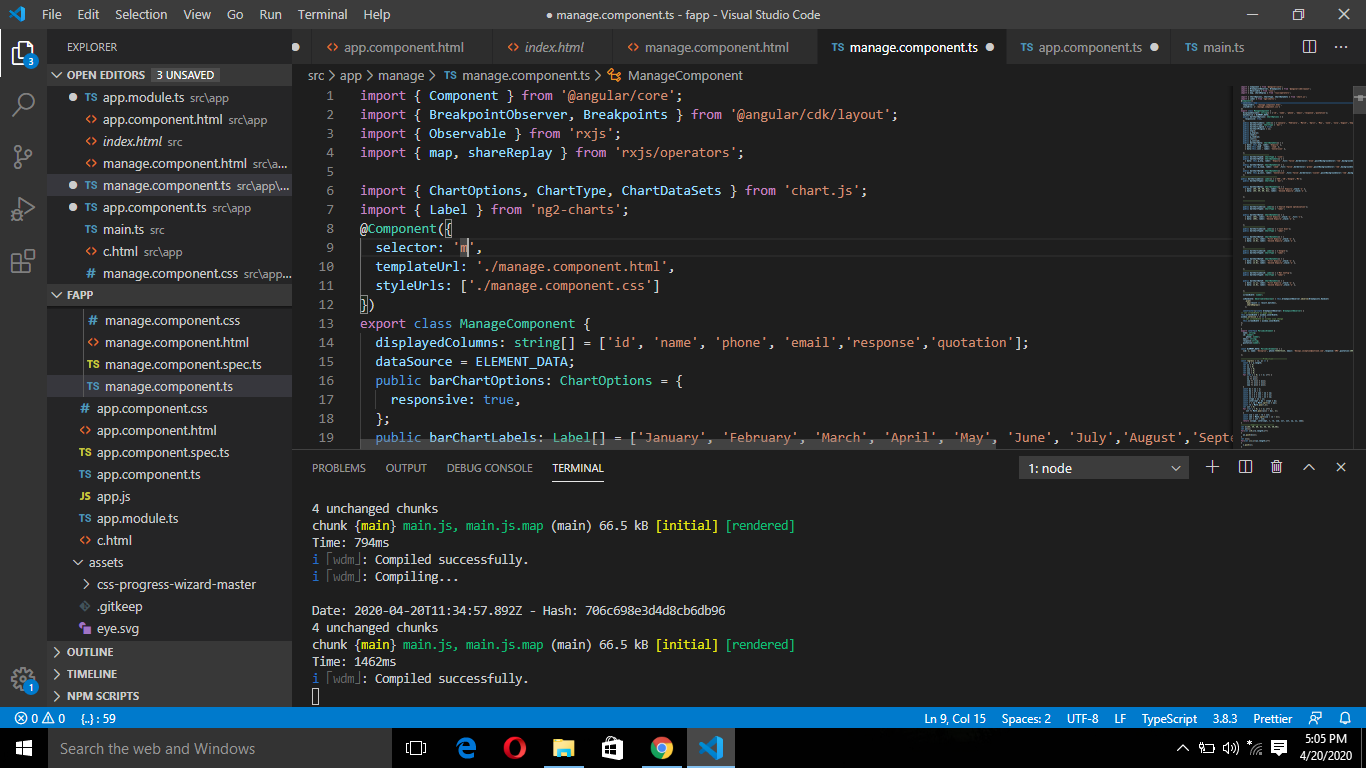 File Edit Selection View Go Run Terminal Help
● manage.component.ts - fapp - Visual Studio Code
EXPLORER
OPEN EDITORS 3 UNSAVED
TS app.module.ts src\app
<> app.component.html src\app
<> index.html src
<> manage.component.html src\a...
TS manage.component.ts src\app\...
TS app.component.ts src\app
TS main.ts src
<> c.html src\app
# manage.component.css src\app...
FAPP
# manage.component.css
<> manage.component.html
TS manage.component.spec.ts
TS manage.component.ts
# app.component.css
<> app.component.html
TS app.component.spec.ts
TS app.component.ts
JS app.js
TS app.module.ts
<> c.html
assets
css-progress-wizard-master
.gitkeep
eye.svg
OUTLINE
TIMELINE
NPM SCRIPTS
3
1
<> app.component.html <> index.html <> manage.component.html TS manage.component.ts ● TS app.component.ts ● TS main.ts ...
src > app > manage > TS manage.component.ts > ManageComponent
1 import { Component } from '@angular/core';
2 import { BreakpointObserver, Breakpoints } from '@angular/cdk/layout';
3 import { Observable } from 'rxjs';
4 import { map, shareReplay } from 'rxjs/operators';
5
6 import { ChartOptions, ChartType, ChartDataSets } from 'chart.js';
7 import { Label } from 'ng2-charts';
8 @Component({
9 selector: 'm',
10 templateUrl: './manage.component.html',
11 styleUrls: ['./manage.component.css']
12 })
13 export class ManageComponent {
14 displayedColumns: string[] = ['id', 'name', 'phone', 'email','response','quotation'];
15 dataSource = ELEMENT_DATA;
16 public barChartOptions: ChartOptions = {
17 responsive: true,
18 };
19 public barChartLabels: Label[] = ['January', 'February', 'March', 'April', 'May', 'June', 'July','August','Septe
PROBLEMS OUTPUT DEBUG CONSOLE TERMINAL 1: node
4 unchanged chunks
chunk {main} main.js, main.js.map (main) 66.5 kB [initial] [rendered]
Time: 794ms
i ｢wdm｣: Compiled successfully.
i ｢wdm｣: Compiling...
Date: 2020-04-20T11:34:57.892Z - Hash: 706c698e3d4d8cb6db96
4 unchanged chunks
chunk {main} main.js, main.js.map (main) 66.5 kB [initial] [rendered]
Time: 1462ms
i ｢wdm｣: Compiled successfully.
0 0 {..} : 59 Ln 9, Col 15 Spaces: 2 UTF-8 LF TypeScript 3.8.3 Prettier
Search the web and Windows
5:05 PM
4/20/2020